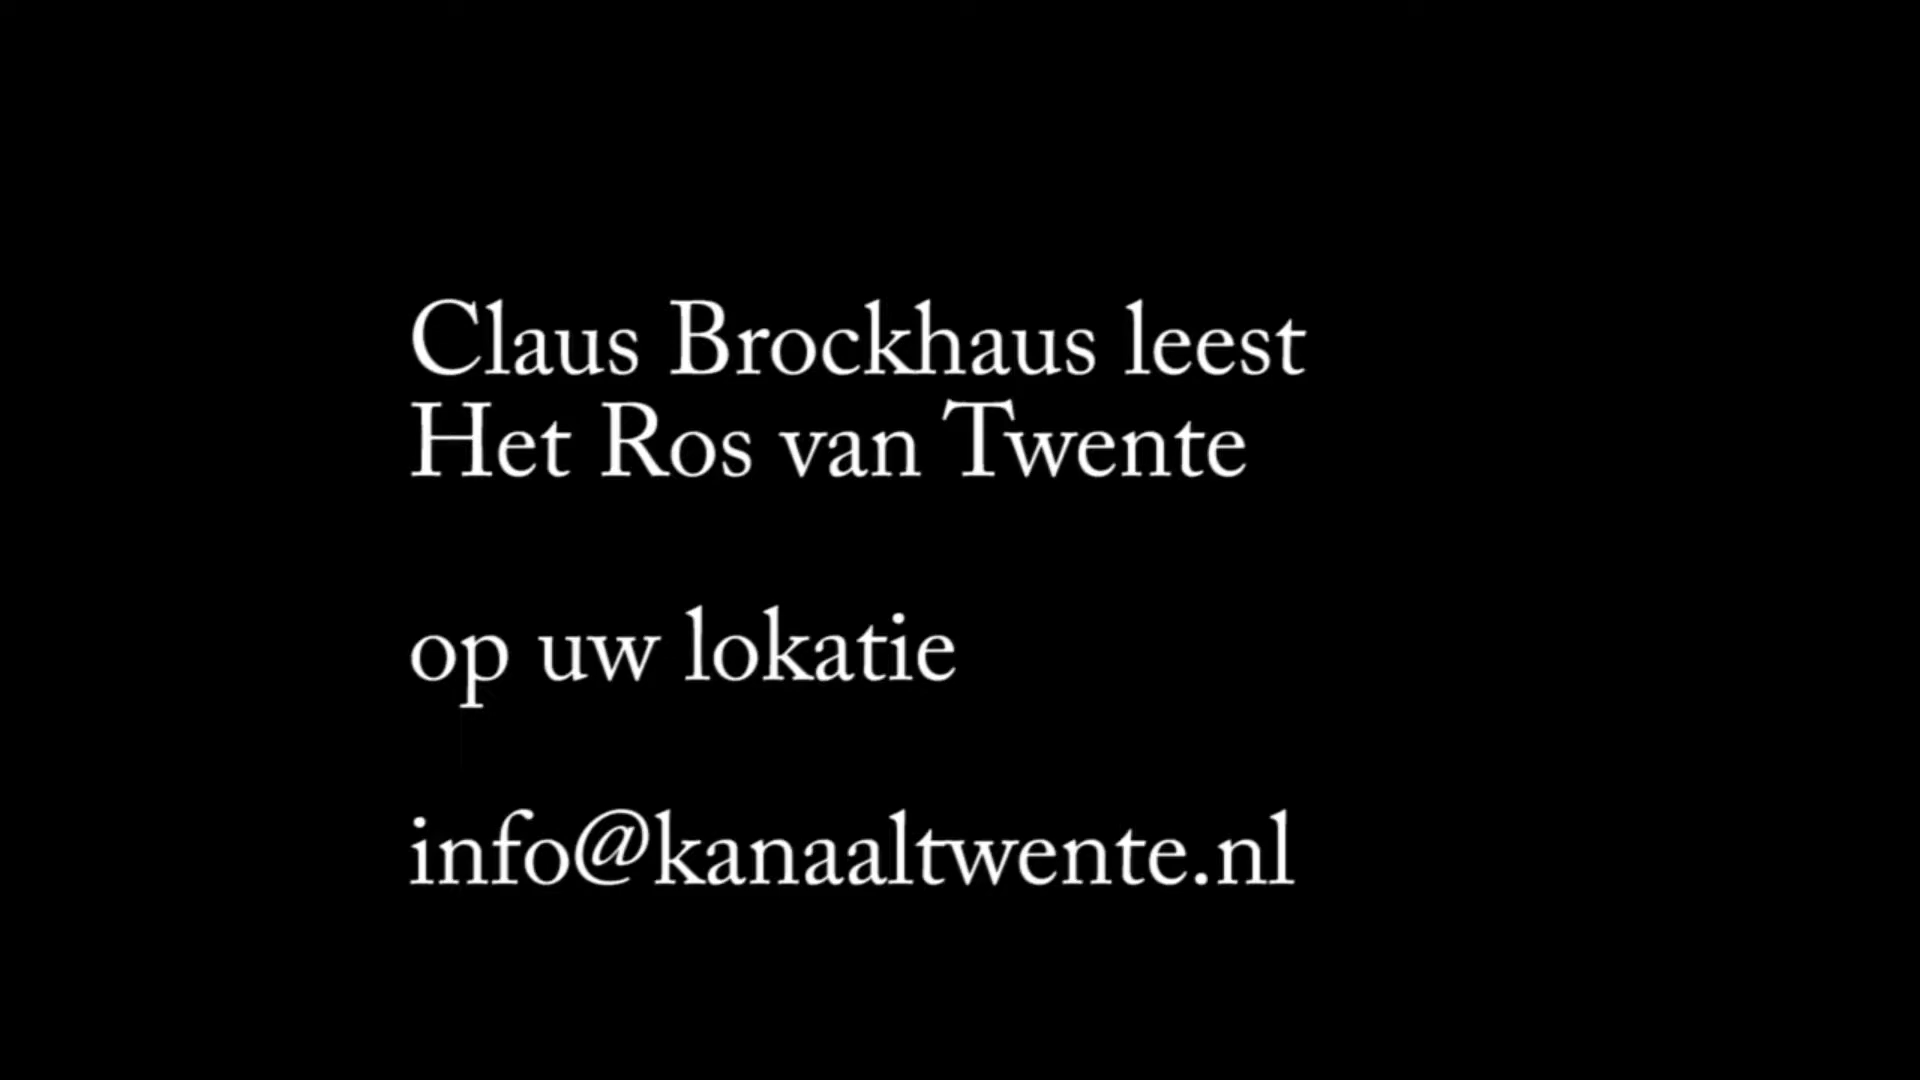 Claus Brockhaus leest
Het Ros van Twente
op uw lokatie
info@kanaaltwente.nl